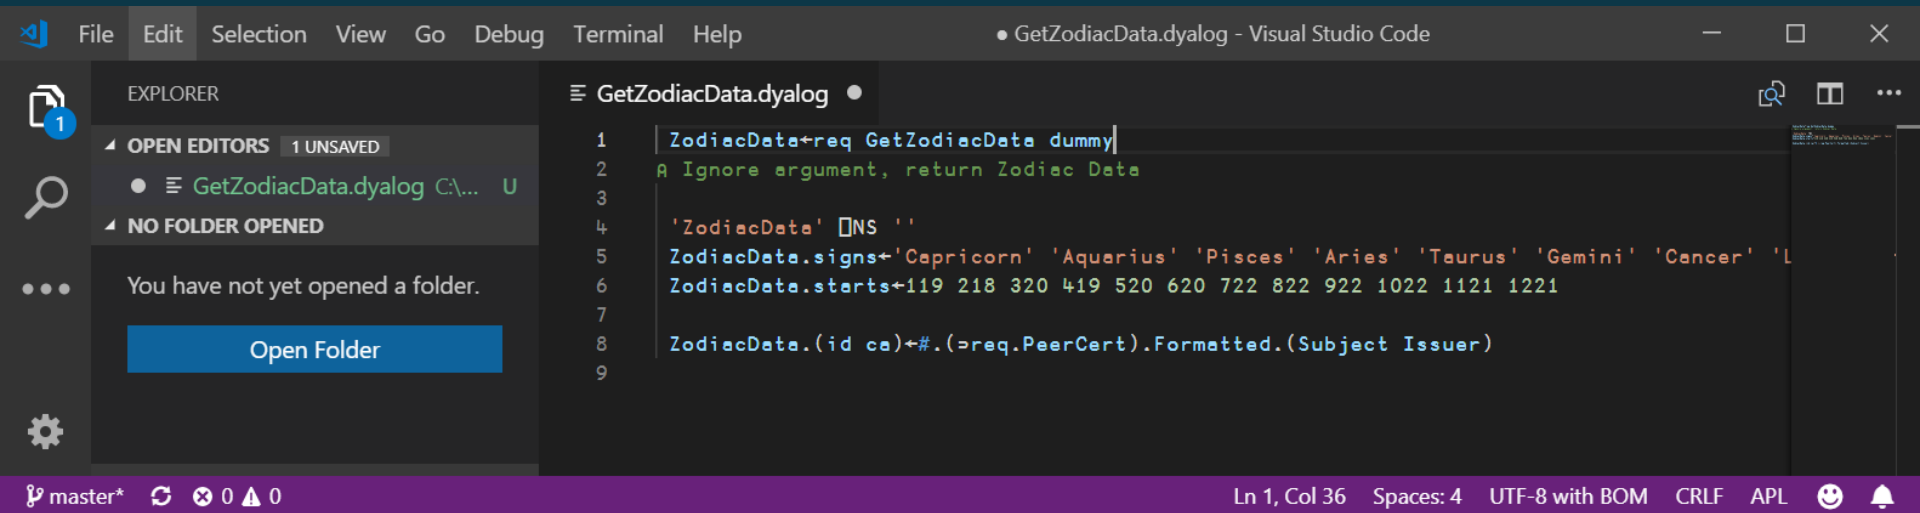 File Edit Selection View Go Debug Terminal Help ● GetZodiacData.dyalog - Visual Studio Code
EXPLORER
1
OPEN EDITORS 1 UNSAVED
GetZodiacData.dyalog C:\... U
NO FOLDER OPENED
You have not yet opened a folder.
Open Folder
GetZodiacData.dyalog ●
1 ZodiacData←req GetZodiacData dummy
2 ⍝ Ignore argument, return Zodiac Data
3
4 'ZodiacData' ⎕NS ''
5 ZodiacData.signs←'Capricorn' 'Aquarius' 'Pisces' 'Aries' 'Taurus' 'Gemini' 'Cancer' 'L
6 ZodiacData.starts←119 218 320 419 520 620 722 822 922 1022 1121 1221
7
8 ZodiacData.(id ca)←#.(⊃req.PeerCert).Formatted.(Subject Issuer)
9
master* 0 0 Ln 1, Col 36 Spaces: 4 UTF-8 with BOM CRLF APL